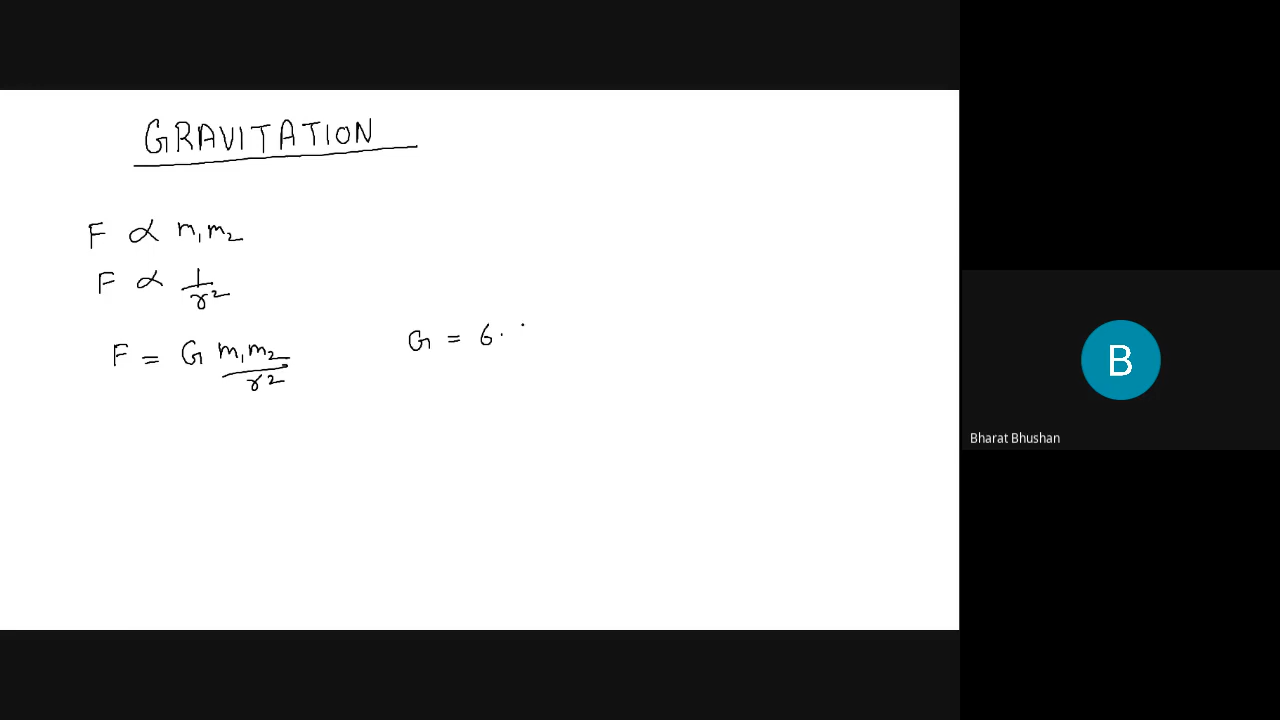 GRAVITATION
F ∝ m₁m₂
F ∝ 1/r²
F = G m₁m₂/r²
G = 6.
B
Bharat Bhushan